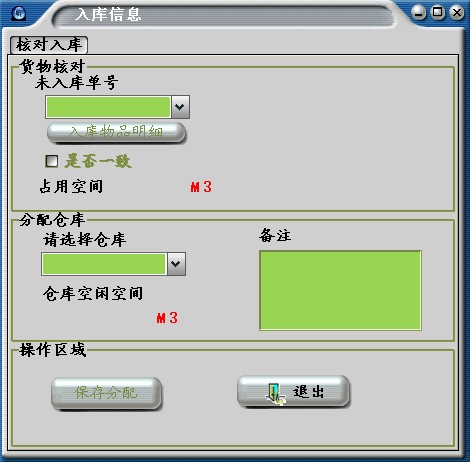 入库信息
核对入库
货物核对
未入库单号
入库物品明细
是否一致
占用空间 M3
分配仓库
请选择仓库
备注
仓库空闲空间
M3
操作区域
保存分配
退出